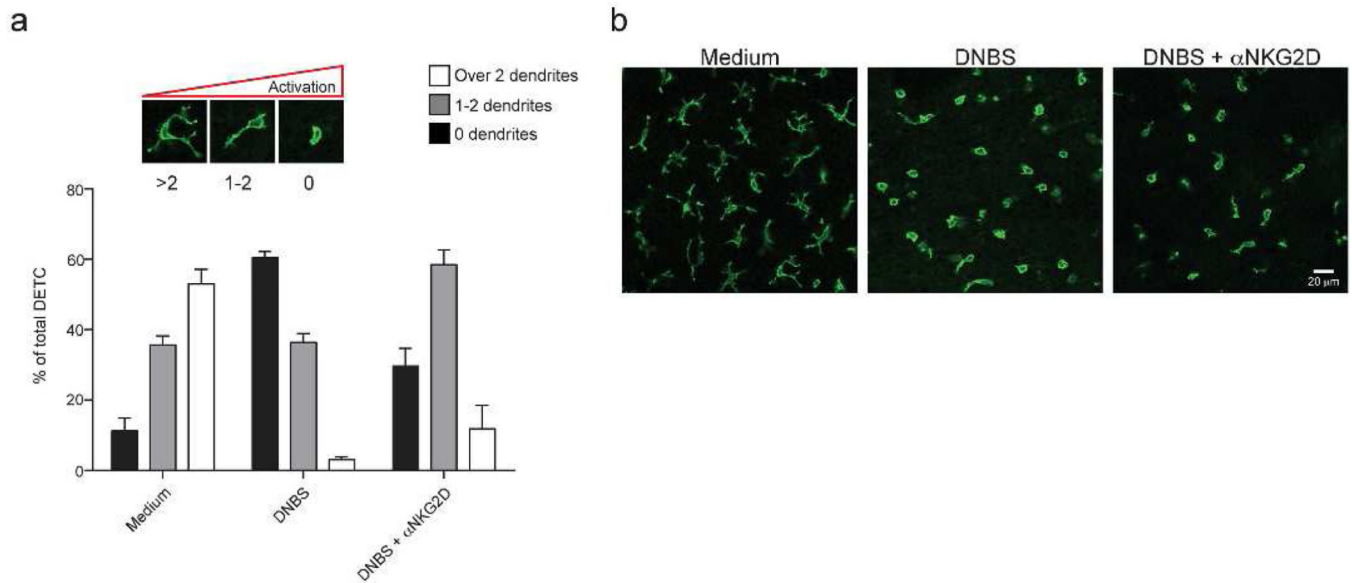 a
Activation
>2 1-2 0
Over 2 dendrites
1-2 dendrites
0 dendrites
% of total DETC
80
60
40
20
0
Medium
DNBS
DNBS + αNKG2D
b
Medium DNBS DNBS + αNKG2D
20 μm